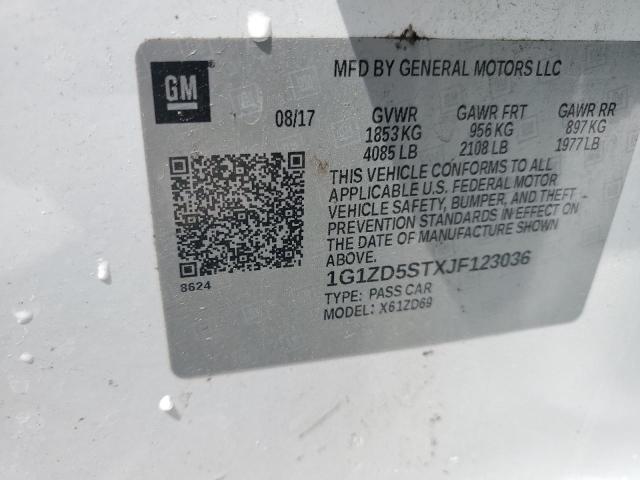 GM
MFD BY GENERAL MOTORS LLC
08/17
GVWR GAWR FRT GAWR RR
1853 KG 956 KG 897 KG
4085 LB 2108 LB 1977 LB
THIS VEHICLE CONFORMS TO ALL
APPLICABLE U.S. FEDERAL MOTOR
VEHICLE SAFETY, BUMPER, AND THEFT
PREVENTION STANDARDS IN EFFECT ON
THE DATE OF MANUFACTURE SHOWN
ABOVE.
8624
1G1ZD5STXJF123036
TYPE: PASS CAR
MODEL: X61ZD69